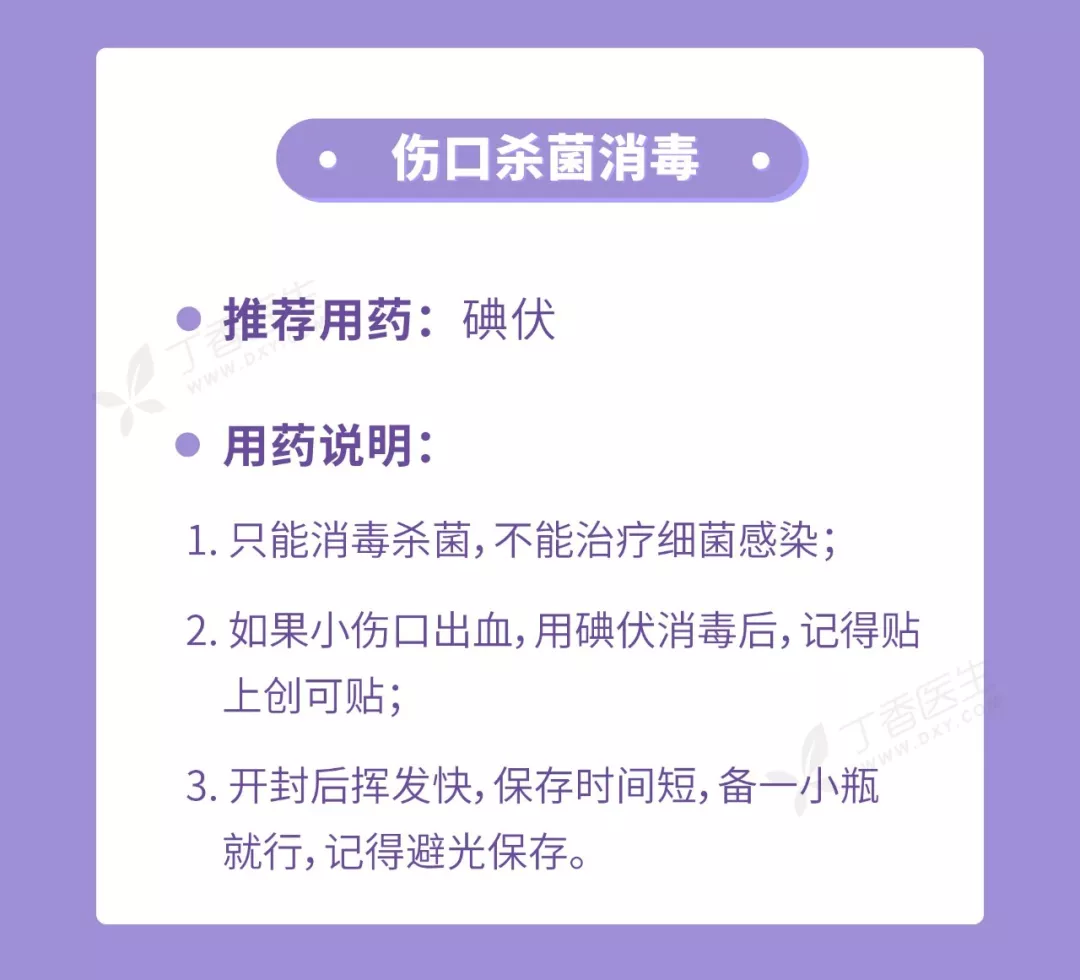 伤口杀菌消毒
推荐用药：碘伏
丁香医生
WWW.DXY.COM
用药说明：
1. 只能消毒杀菌，不能治疗细菌感染；
2. 如果小伤口出血，用碘伏消毒后，记得贴
上创可贴；
丁香医生
WWW.DXY.COM
3. 开封后挥发快，保存时间短，备一小瓶
就行，记得避光保存。